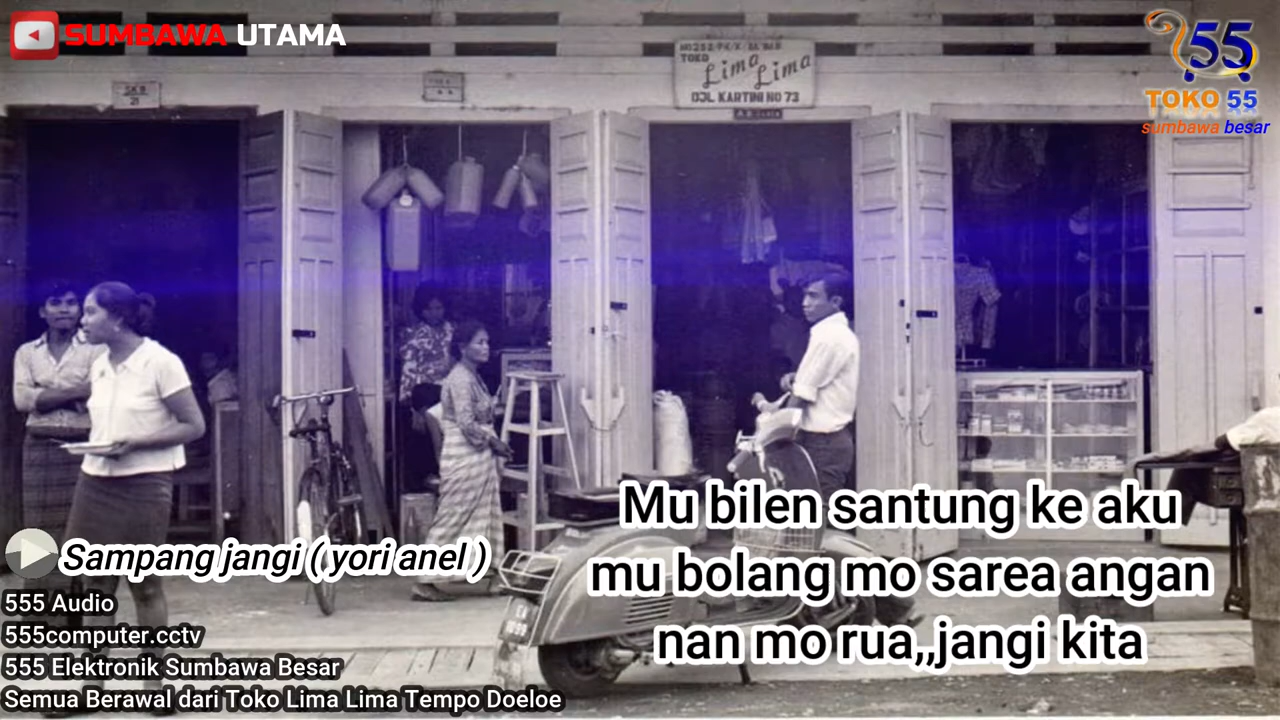 SUMBAWA UTAMA
55
TOKO 55
sumbawa besar
TOKO
Lima Lima
DJL KARTINI NO 73
21
Mu bilen santung ke aku
mu bolang mo sarea angan
nan mo rua,,jangi kita
Sampang jangi ( yori anel )
555 Audio
555computer.cctv
555 Elektronik Sumbawa Besar
Semua Berawal dari Toko Lima Lima Tempo Doeloe